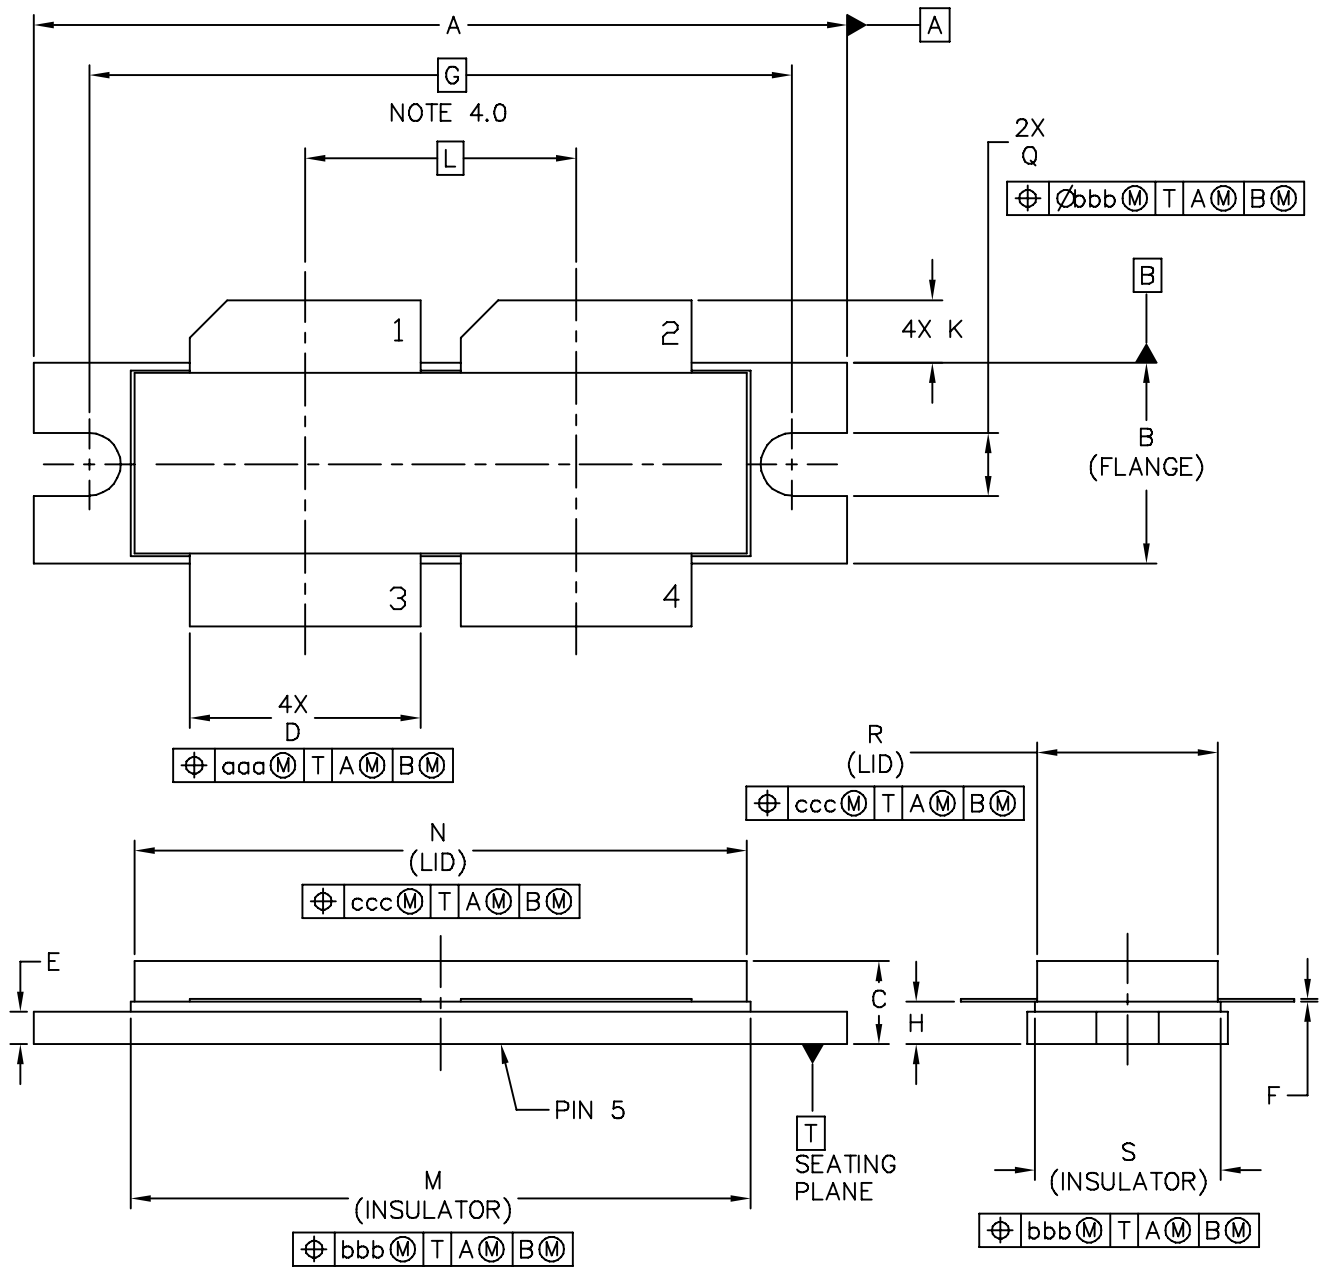 A
A
G
NOTE 4.0
L
2X
Q
⌖ Øbbb Ⓜ T A Ⓜ B Ⓜ
B
1
2
4X K
B
(FLANGE)
3
4
4X
D
⌖ aaa Ⓜ T A Ⓜ B Ⓜ
R
(LID)
⌖ ccc Ⓜ T A Ⓜ B Ⓜ
N
(LID)
⌖ ccc Ⓜ T A Ⓜ B Ⓜ
E
C
H
F
PIN 5
T
SEATING
PLANE
M
(INSULATOR)
⌖ bbb Ⓜ T A Ⓜ B Ⓜ
S
(INSULATOR)
⌖ bbb Ⓜ T A Ⓜ B Ⓜ